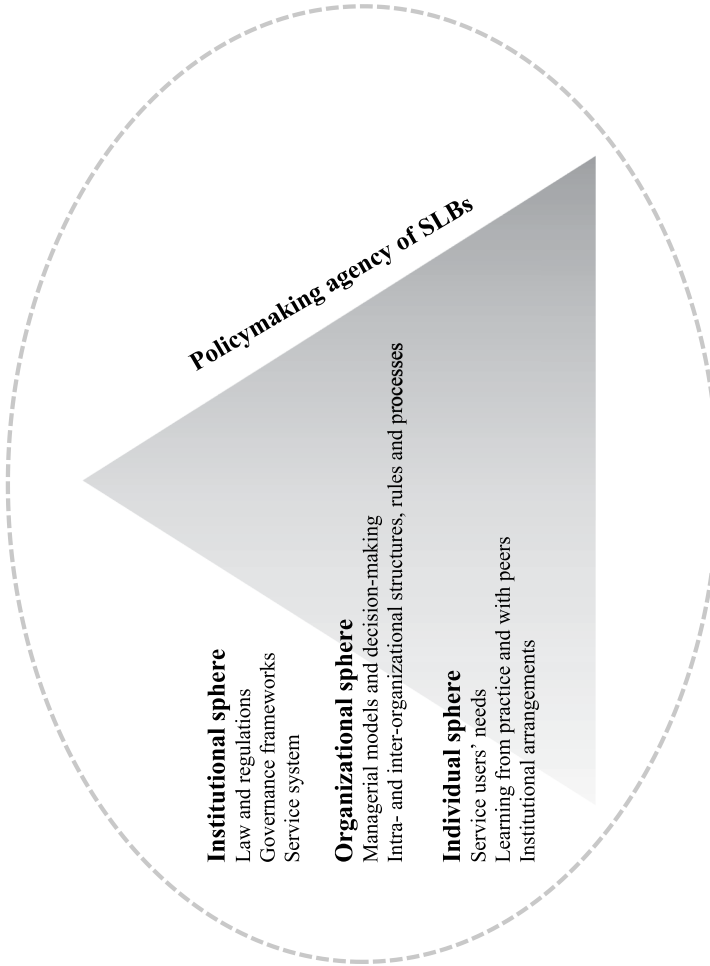 Institutional sphere
Law and regulations
Governance frameworks
Service system
Organizational sphere
Managerial models and decision-making
Intra- and inter-organizational structures, rules and processes
Individual sphere
Service users’ needs
Learning from practice and with peers
Institutional arrangements
Policymaking agency of SLBs